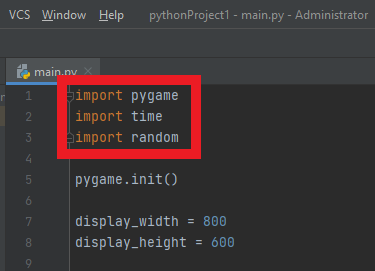 VCS Window Help pythonProject1 - main.py - Administrator
main.py
1 import pygame
2 import time
3 import random
4
5 pygame.init()
6
7 display_width = 800
8 display_height = 600
9